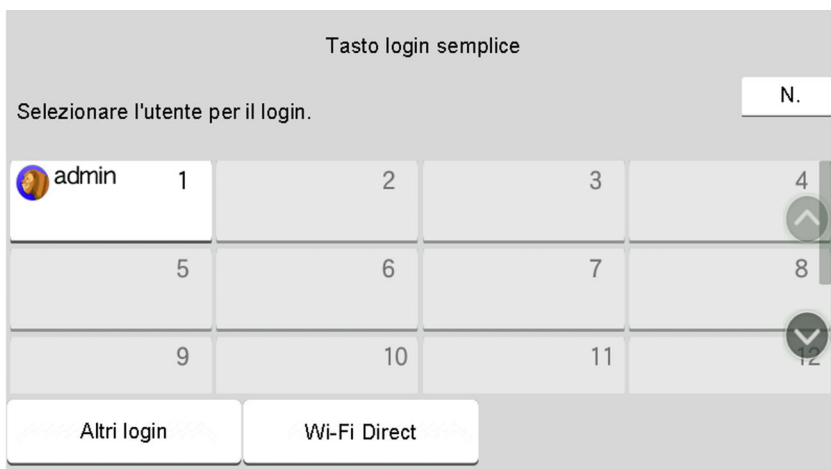 Tasto login semplice
N.
Selezionare l'utente per il login.
admin 1 2 3 4
5 6 7 8
9 10 11 12
Altri login Wi-Fi Direct